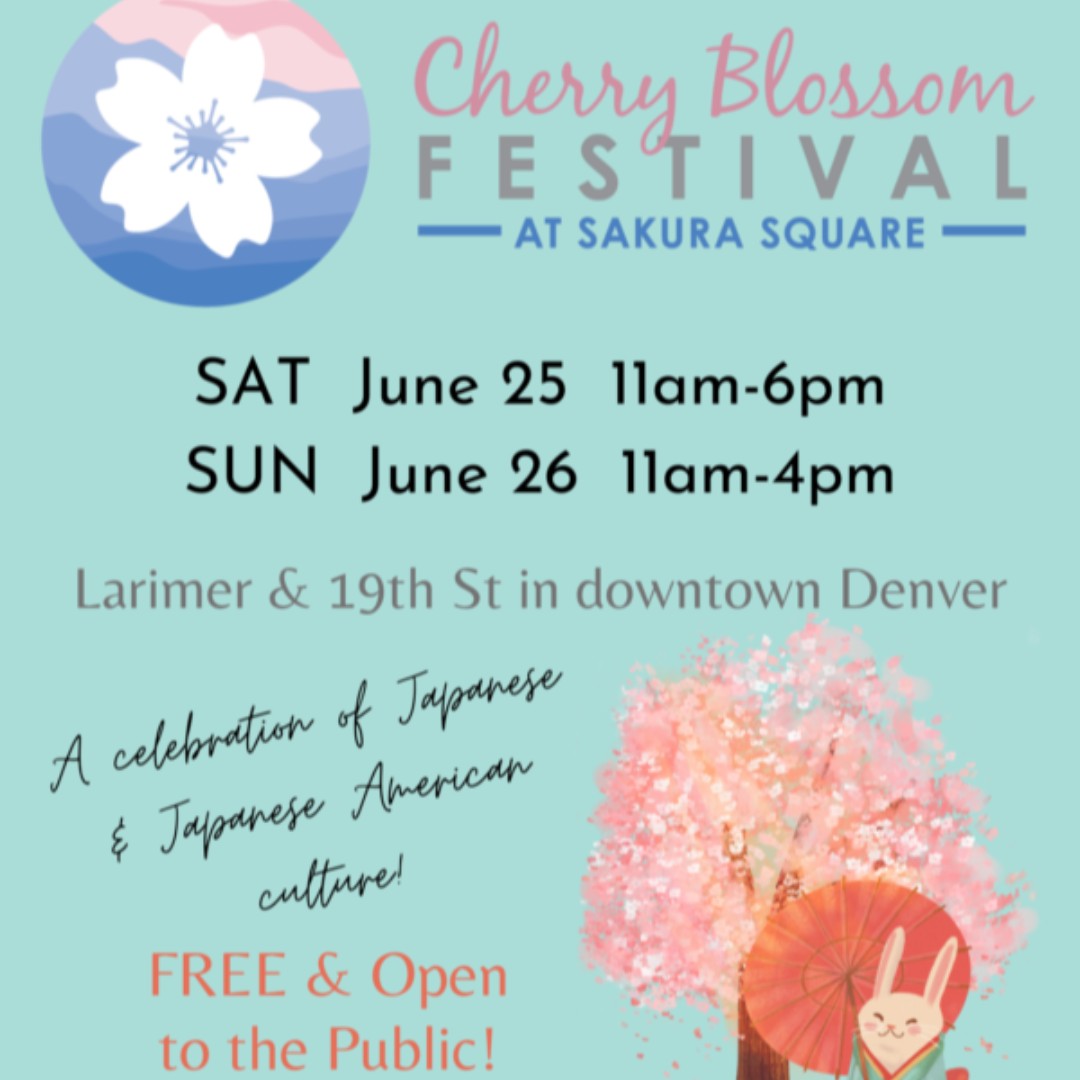 Cherry Blossom
FESTIVAL
AT SAKURA SQUARE
SAT June 25 11am-6pm
SUN June 26 11am-4pm
Larimer & 19th St in downtown Denver
A celebration of Japanese
& Japanese American
culture!
FREE & Open
to the Public!